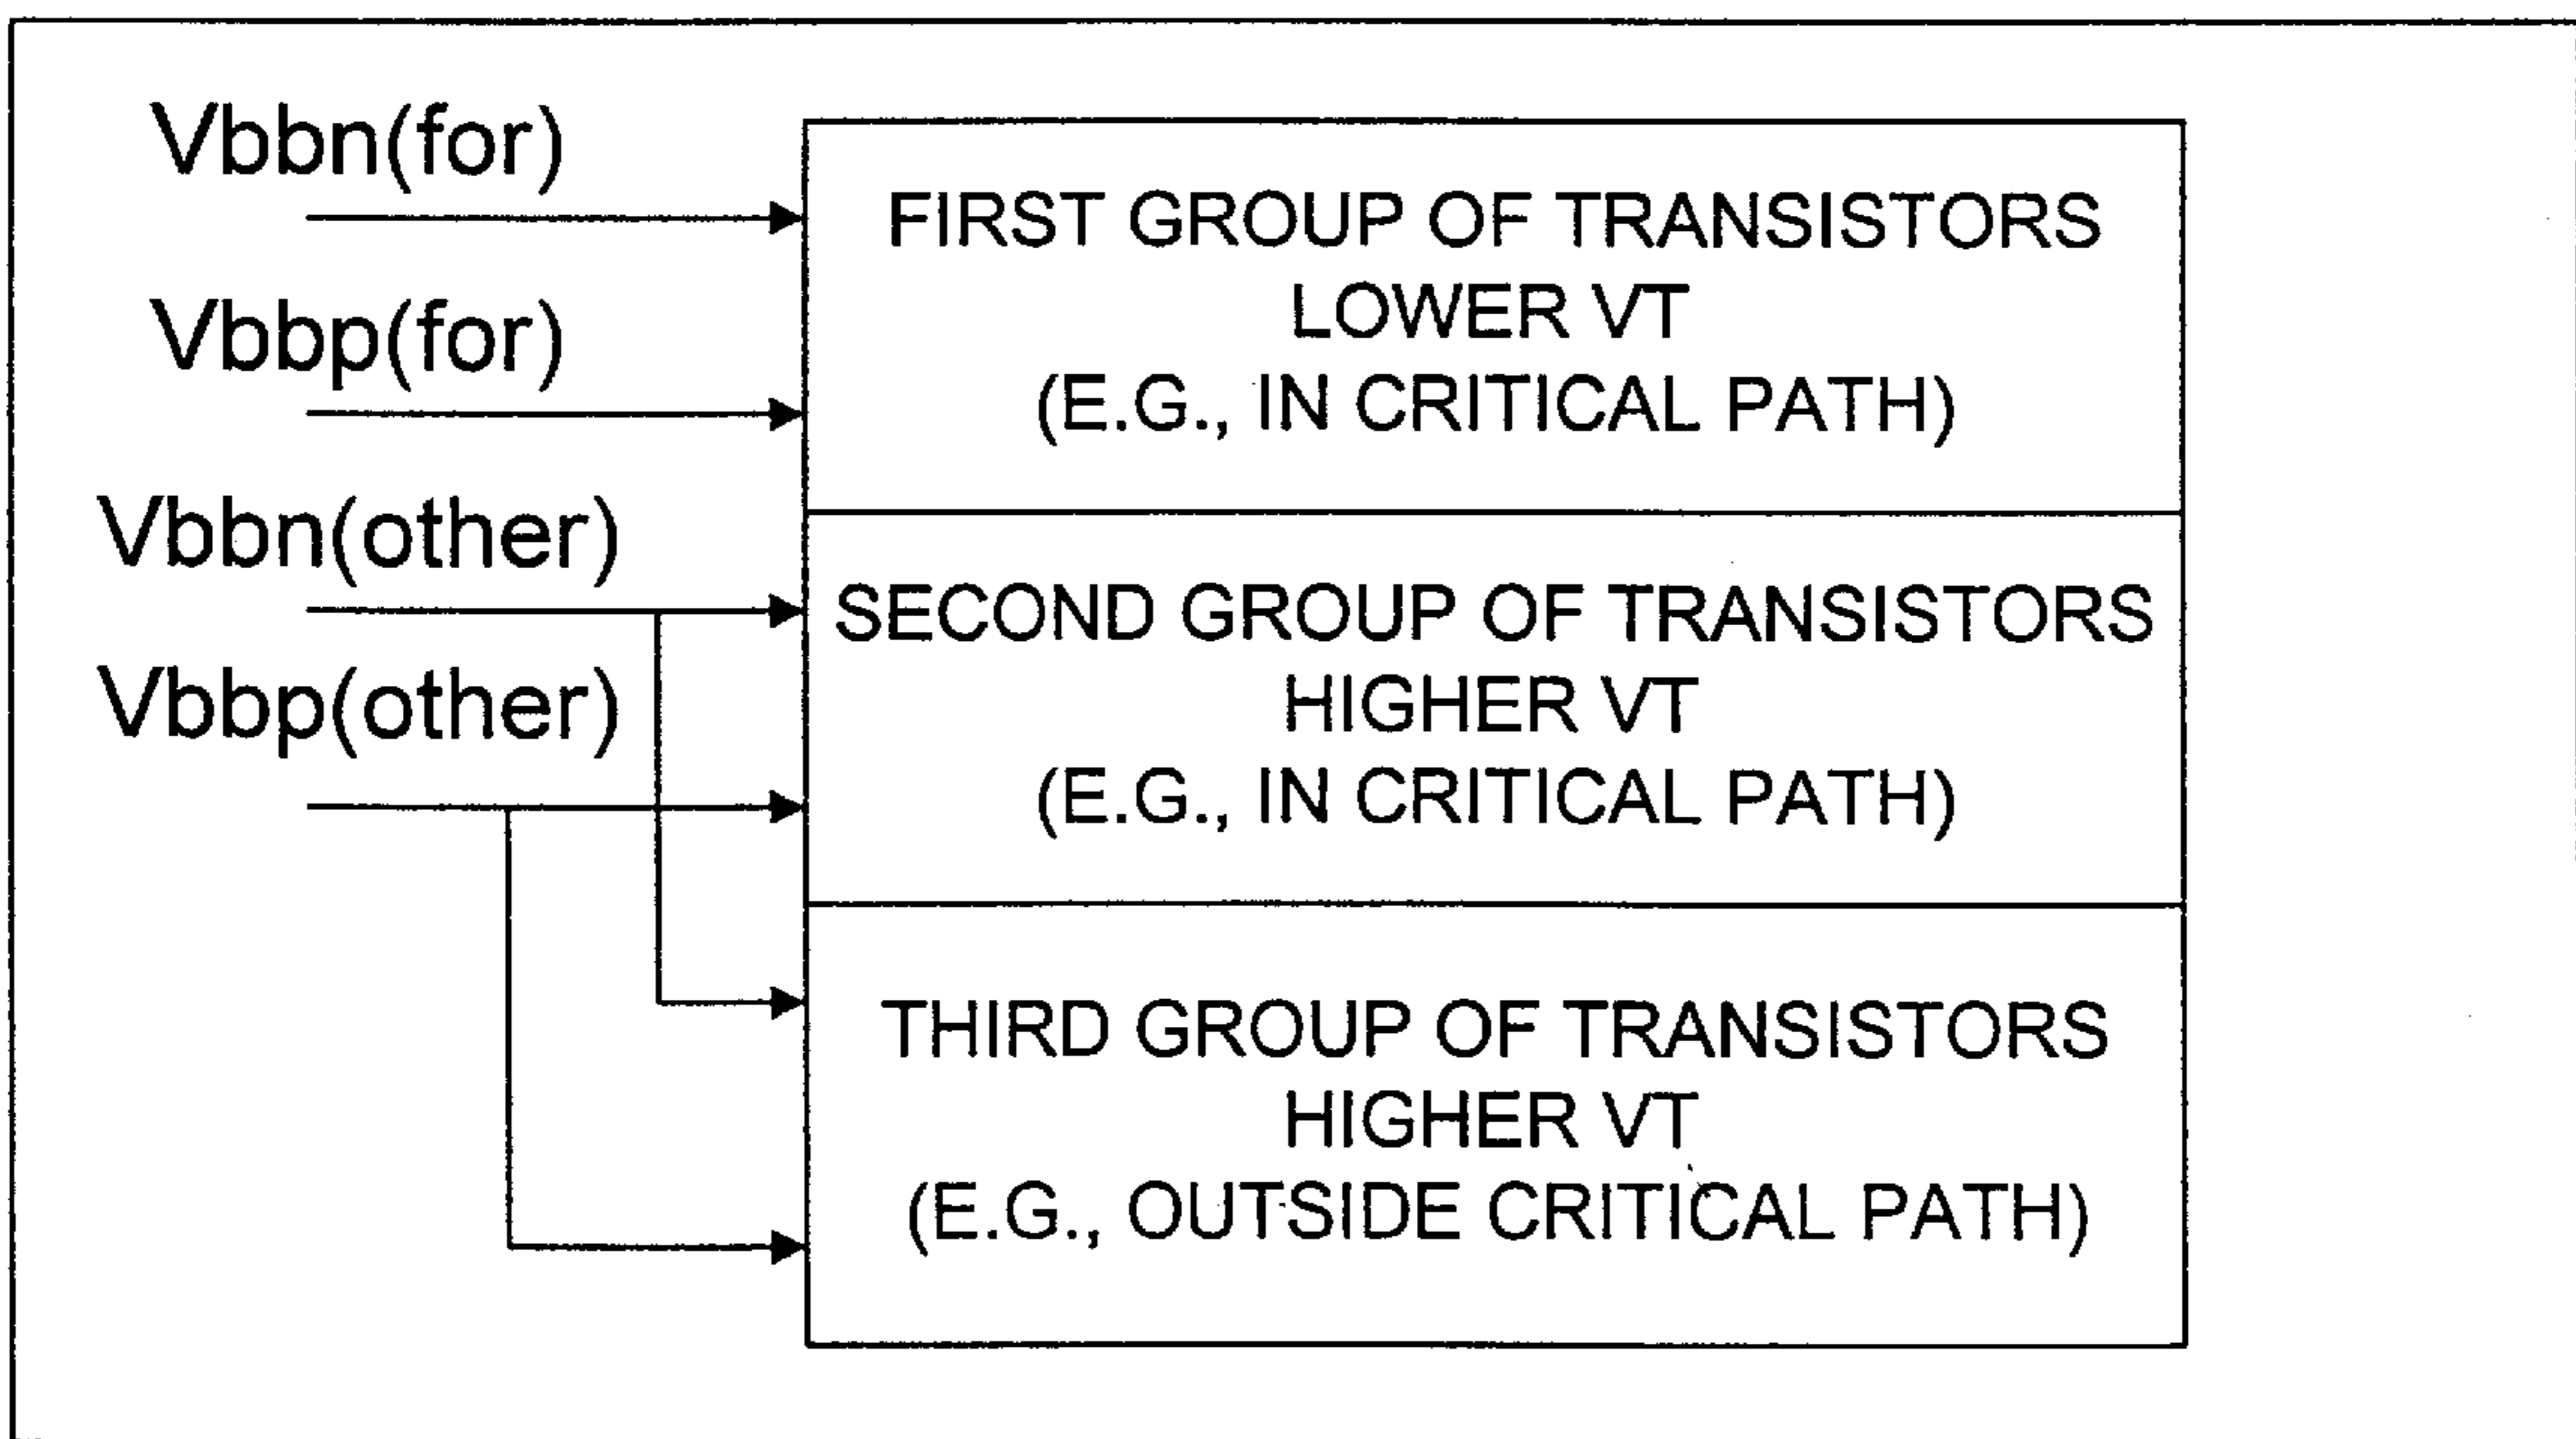 Vbbn(for)
Vbbp(for)
Vbbn(other)
Vbbp(other)
FIRST GROUP OF TRANSISTORS
LOWER VT
(E.G., IN CRITICAL PATH)
SECOND GROUP OF TRANSISTORS
HIGHER VT
(E.G., IN CRITICAL PATH)
THIRD GROUP OF TRANSISTORS
HIGHER VT
(E.G., OUTSIDE CRITICAL PATH)